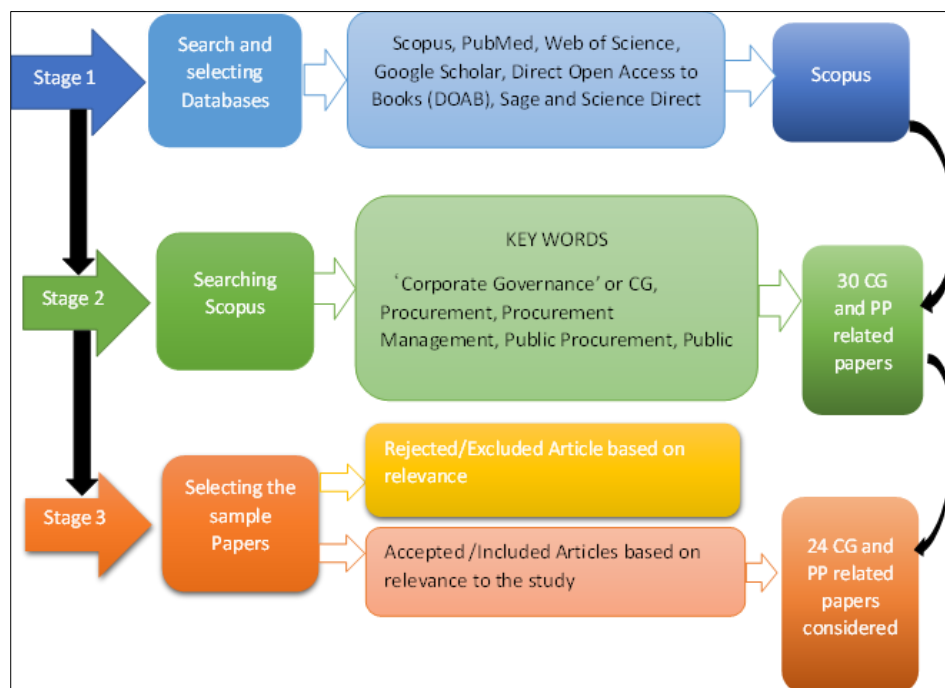 Stage 1
Search and
selecting
Databases
Scopus, PubMed, Web of Science,
Google Scholar, Direct Open Access to
Books (DOAB), Sage and Science Direct
Scopus
Stage 2
Searching
Scopus
KEY WORDS
‘Corporate Governance’ or CG,
Procurement, Procurement
Management, Public Procurement, Public
30 CG
and PP
related
papers
Stage 3
Selecting the
sample
Papers
Rejected/Excluded Article based on
relevance
Accepted /Included Articles based on
relevance to the study
24 CG and
PP related
papers
considered